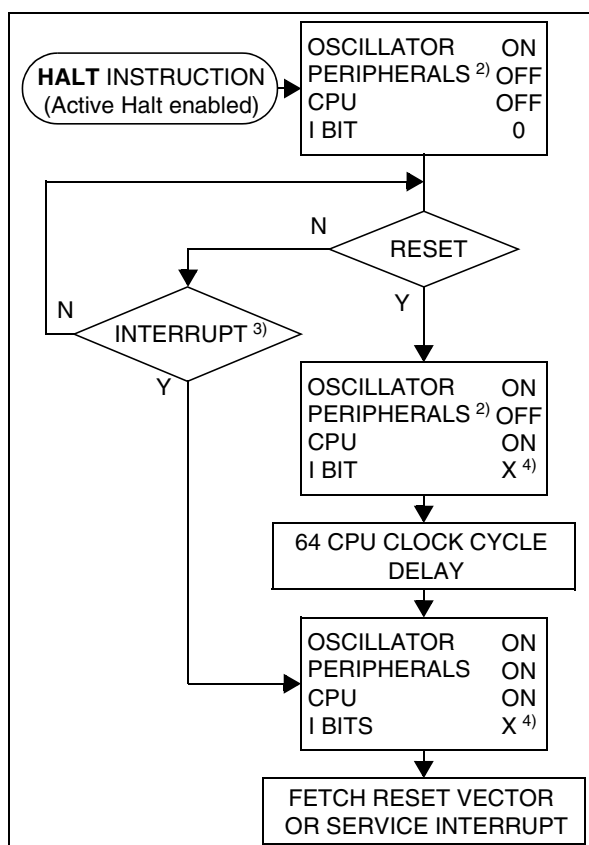 HALT INSTRUCTION
(Active Halt enabled)
OSCILLATOR ON
PERIPHERALS 2) OFF
CPU OFF
I BIT 0
N
RESET
Y
N
INTERRUPT 3)
Y
OSCILLATOR ON
PERIPHERALS 2) OFF
CPU ON
I BIT X 4)
64 CPU CLOCK CYCLE
DELAY
OSCILLATOR ON
PERIPHERALS ON
CPU ON
I BITS X 4)
FETCH RESET VECTOR
OR SERVICE INTERRUPT